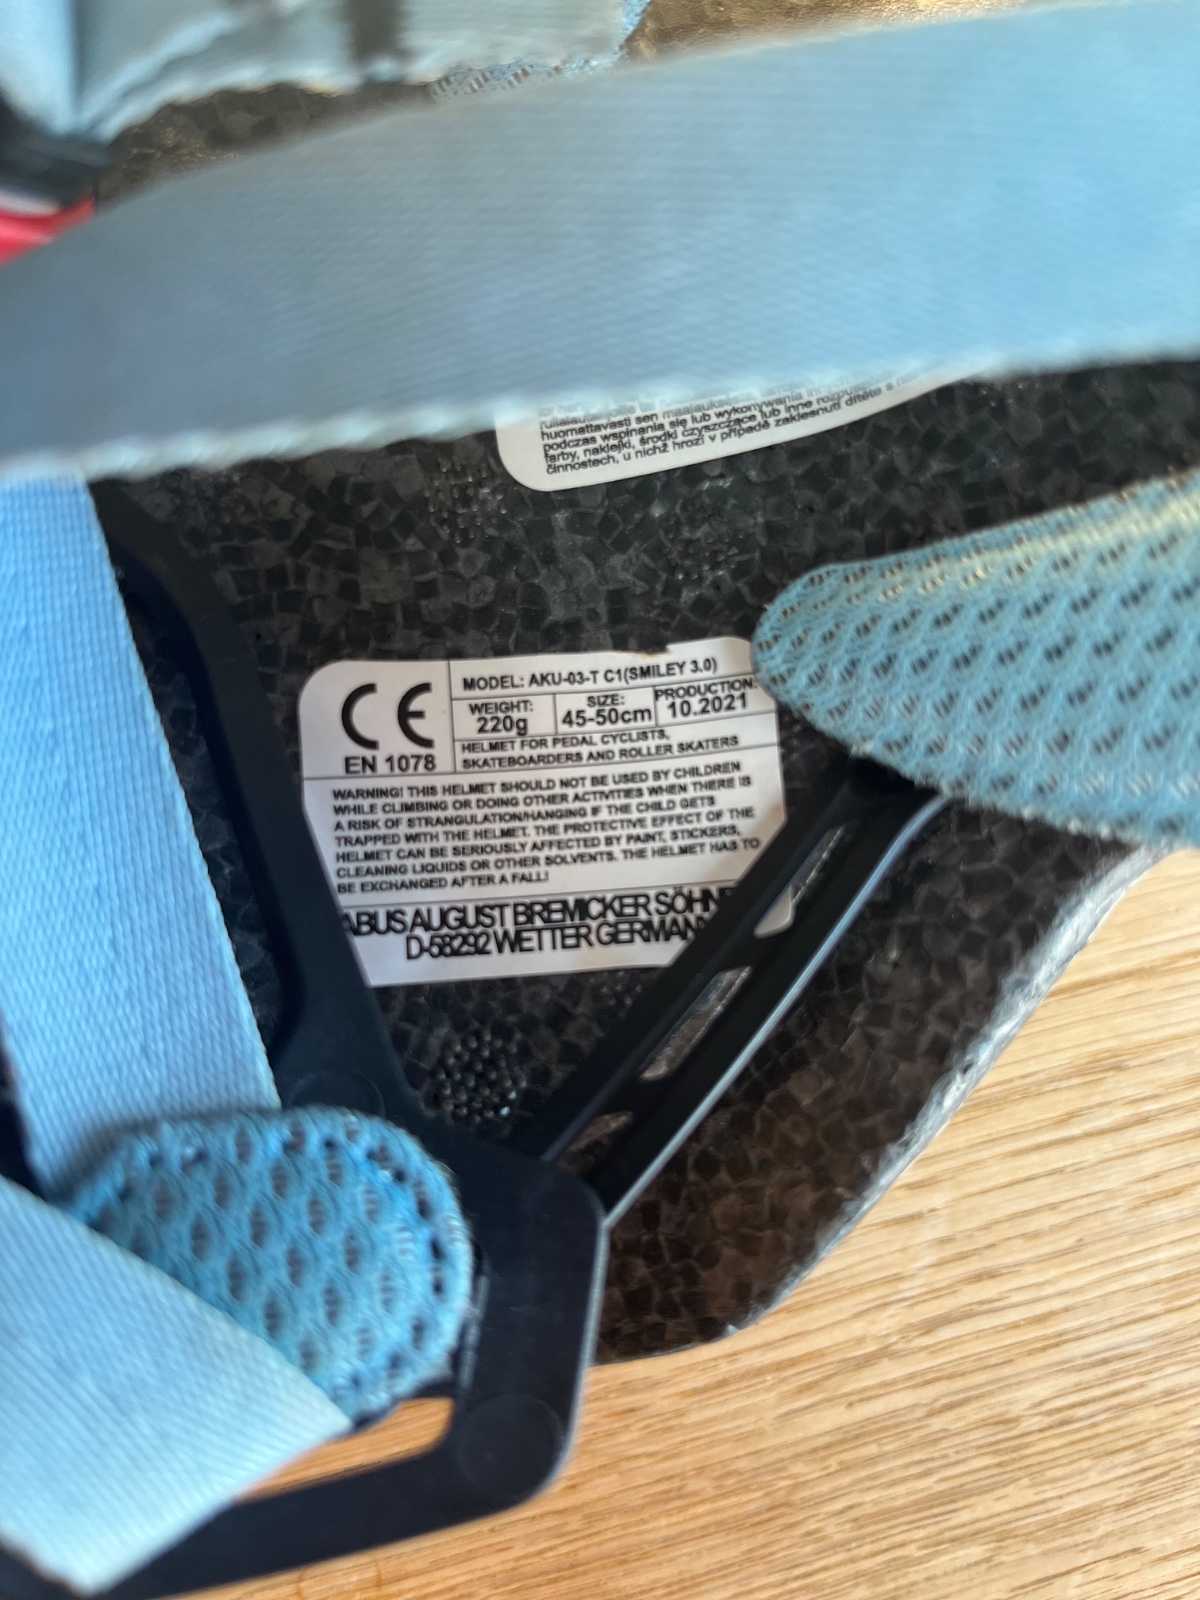 huomattavasti sen
podczas wspinania się lub wykonywania
farby, naklejki, środki czyszczące lub inne
činnostech, u nichž hrozí v případě zaklesnutí dítěte s
CE
EN 1078
MODEL: AKU-03-T C1(SMILEY 3.0)
WEIGHT:
220g
SIZE:
45-50cm
PRODUCTION:
10.2021
HELMET FOR PEDAL CYCLISTS,
SKATEBOARDERS AND ROLLER SKATERS
WARNING! THIS HELMET SHOULD NOT BE USED BY CHILDREN
WHILE CLIMBING OR DOING OTHER ACTIVITIES WHEN THERE IS
A RISK OF STRANGULATION/HANGING IF THE CHILD GETS
TRAPPED WITH THE HELMET. THE PROTECTIVE EFFECT OF THE
HELMET CAN BE SERIOUSLY AFFECTED BY PAINT, STICKERS,
CLEANING LIQUIDS OR OTHER SOLVENTS. THE HELMET HAS TO
BE EXCHANGED AFTER A FALL!
ABUS AUGUST BREMICKER SÖHN
D-58292 WETTER GERMAN